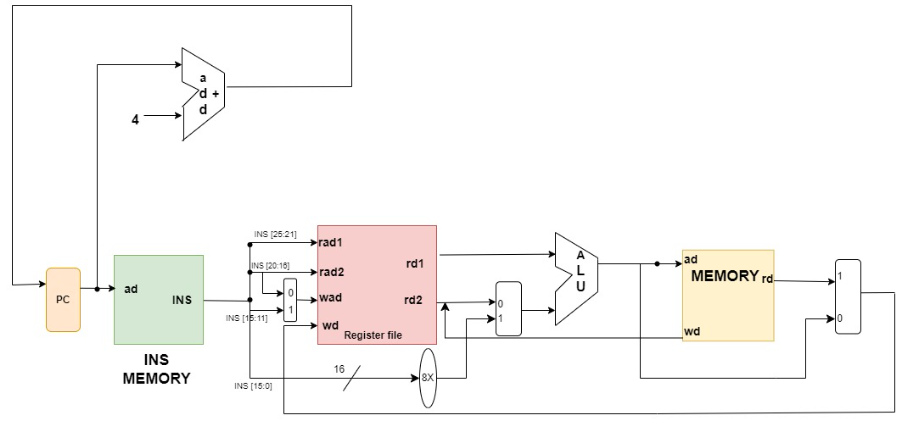 a
d +
d
4
INS [25:21]
rad1
A
L
U
ad
MEMORY
rd
1
rd1
INS [20:16]
rad2
PC
ad
INS
0
wad
rd2
0
1
INS [15:11]
1
wd
Register file
wd
0
INS
MEMORY
16
8X
INS [15:0]